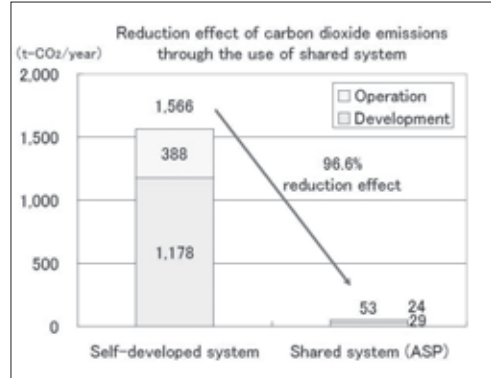 Reduction effect of carbon dioxide emissions
through the use of shared system
(t-CO₂/year)
2,000
1,500
1,000
500
0
1,566
388
1,178
Operation
Development
96.6%
reduction effect
53
24
29
Self-developed system
Shared system (ASP)